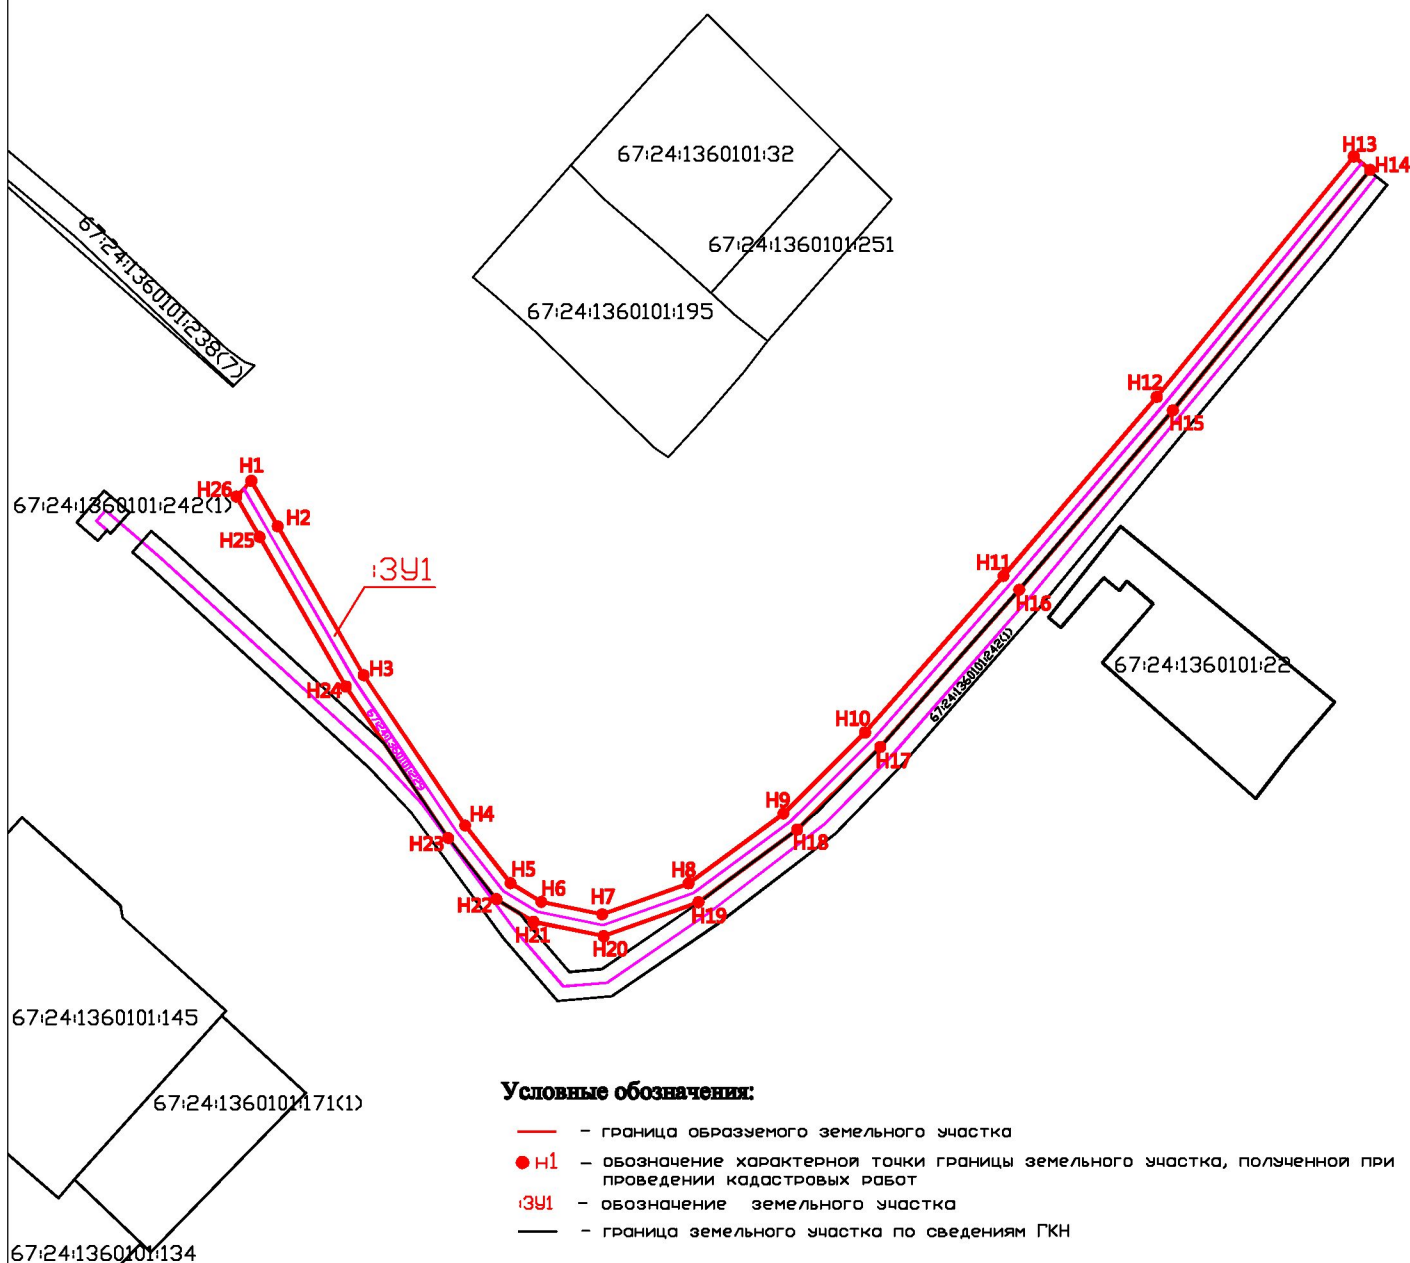 67:24:1360101:32
67:24:1360101:251
67:24:1360101:195
67:24:1360101:238(7)
67:24:1360101:242(1)
67:24:1360101:242(1)
67:24:1360101:22
67:24:1360101:145
67:24:1360101:171(1)
67:24:1360101:134
:ЗУ1
Н1
Н2
Н3
Н4
Н5
Н6
Н7
Н8
Н9
Н10
Н11
Н12
Н13
Н14
Н15
Н16
Н17
Н18
Н19
Н20
Н21
Н22
Н23
Н24
Н25
Н26
Условные обозначения:
- граница образуемого земельного участка
н1 - обозначение характерной точки границы земельного участка, полученной при
проведении кадастровых работ
:ЗУ1 - обозначение земельного участка
- граница земельного участка по сведениям ГКН